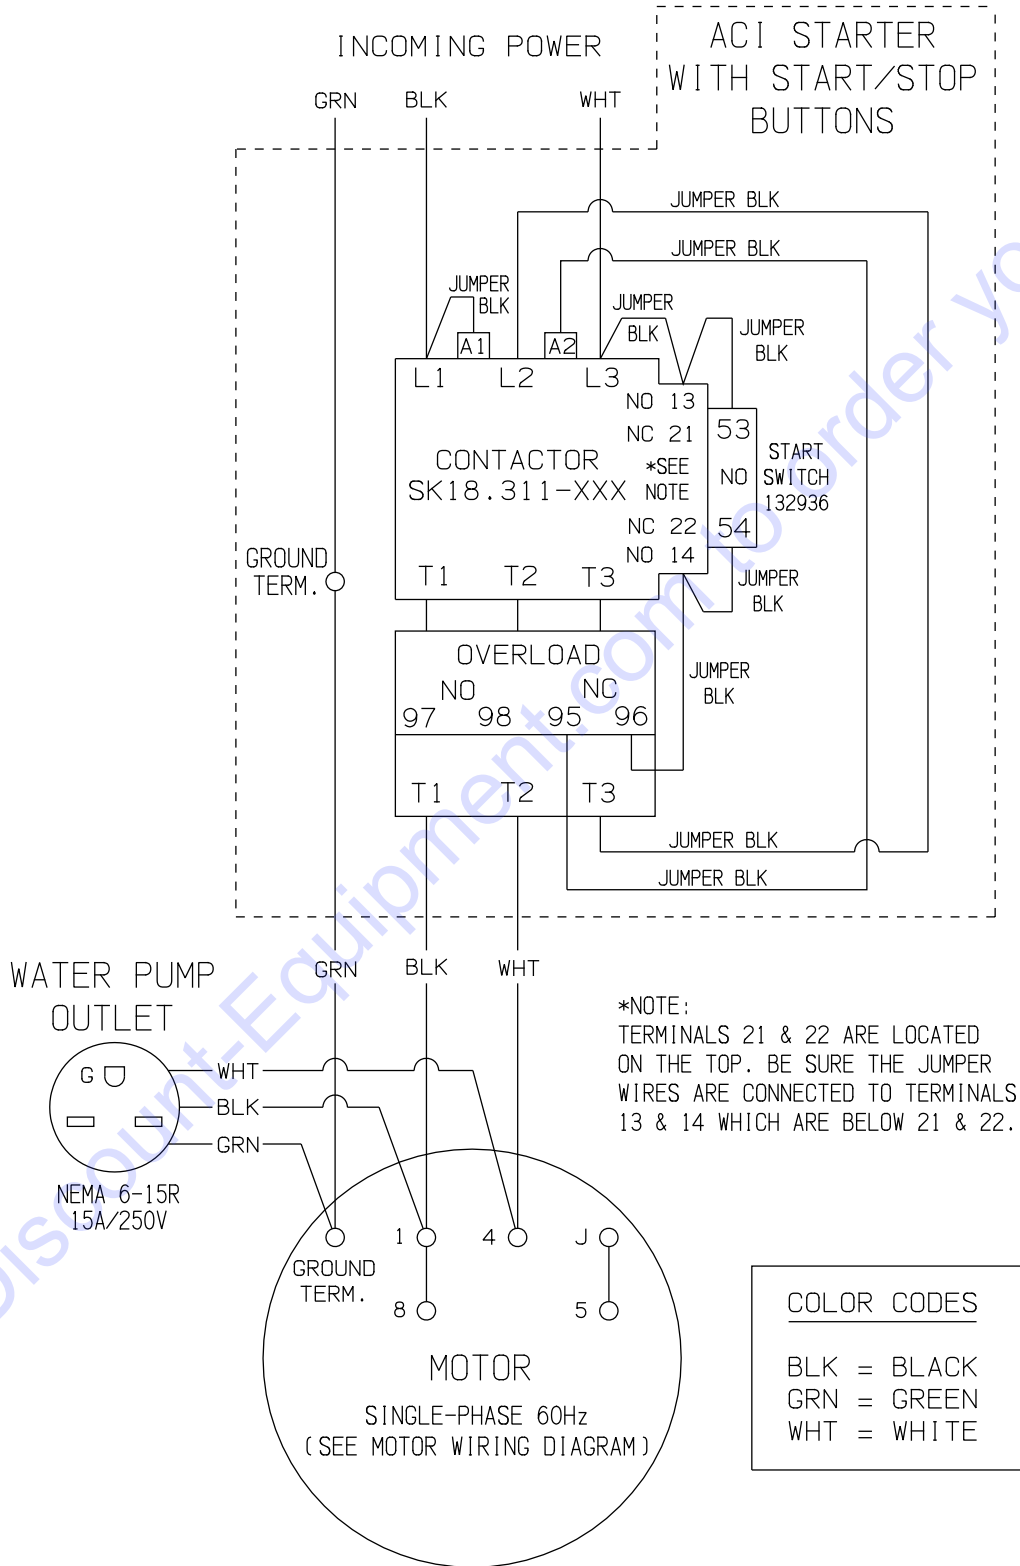 INCOMING POWER
ACI STARTER
WITH START/STOP
BUTTONS
GRN BLK WHT
JUMPER BLK
JUMPER BLK
JUMPER
BLK
JUMPER
BLK
JUMPER
BLK
A1 A2
L1 L2 L3
NO 13
NC 21
53
CONTACTOR
SK18.311-XXX
*SEE
NOTE
NO
START
SWITCH
132936
NC 22
54
NO 14
GROUND
TERM.
T1 T2 T3
JUMPER
BLK
OVERLOAD
NO NC
97 98 95 96
JUMPER
BLK
T1 T2 T3
JUMPER BLK
JUMPER BLK
GRN BLK WHT
WATER PUMP
OUTLET
G
WHT
BLK
GRN
NEMA 6-15R
15A/250V
*NOTE:
TERMINALS 21 & 22 ARE LOCATED
ON THE TOP. BE SURE THE JUMPER
WIRES ARE CONNECTED TO TERMINALS
13 & 14 WHICH ARE BELOW 21 & 22.
1 4 J
GROUND
TERM.
8 5
MOTOR
SINGLE-PHASE 60Hz
(SEE MOTOR WIRING DIAGRAM)
COLOR CODES
BLK = BLACK
GRN = GREEN
WHT = WHITE
Discount-Equipment.com to order yo